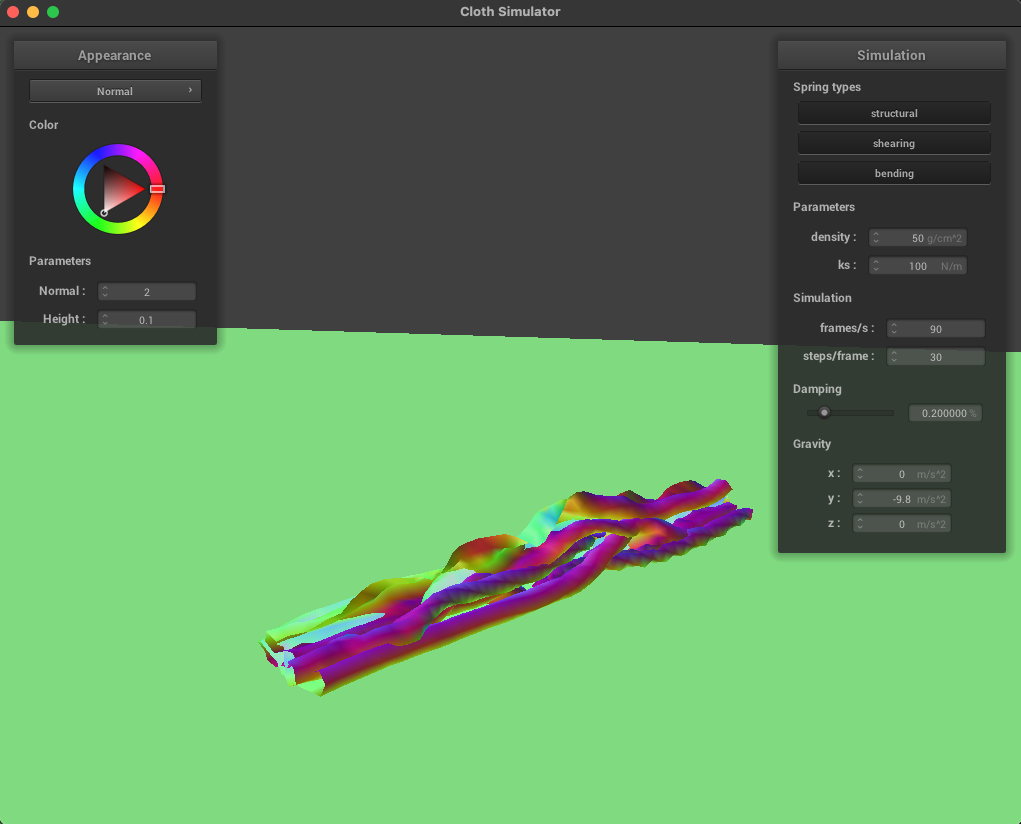 Cloth Simulator
Appearance
Normal
Color
Parameters
Normal :
2
Height :
0.1
Simulation
Spring types
structural
shearing
bending
Parameters
density :
50 g/cm^2
ks :
100 N/m
Simulation
frames/s :
90
steps/frame :
30
Damping
0.200000 %
Gravity
x :
0 m/s^2
y :
-9.8 m/s^2
z :
0 m/s^2